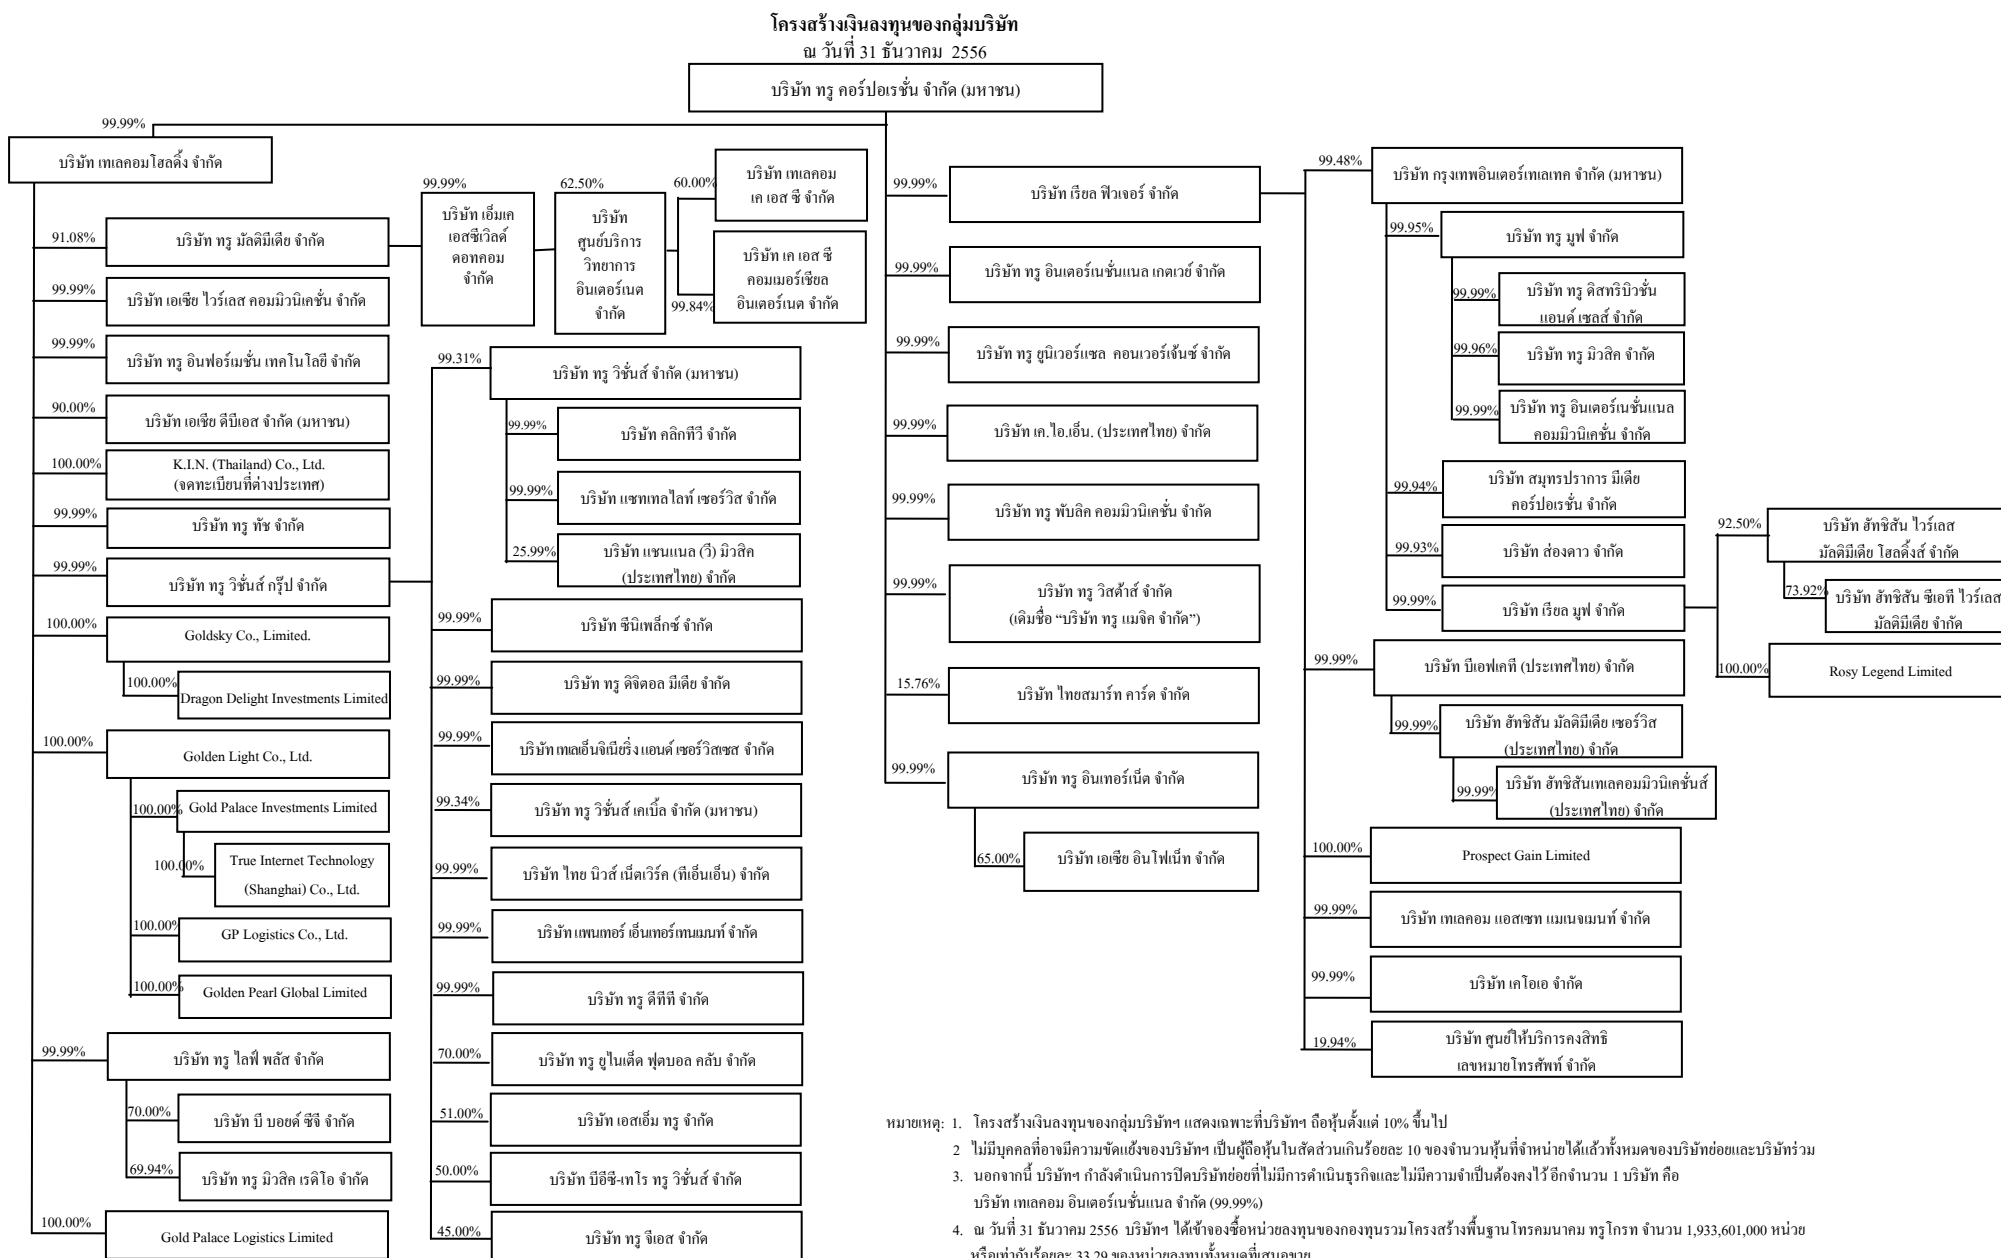 โครงสร้างเงินลงทุนของกลุ่มบริษัท
ณ วันที่ 31 ธันวาคม 2556
บริษัท ทรู คอร์ปอเรชั่น จำกัด (มหาชน)
99.99%
บริษัท เทเลคอมโฮลดิ้ง จำกัด
91.08%
บริษัท ทรู มัลติมีเดีย จำกัด
99.99%
บริษัท เอ็มเค
เอสซีเวิลด์
ดอทคอม
จำกัด
62.50%
บริษัท
ศูนย์บริการ
วิทยาการ
อินเตอร์เนต
จำกัด
60.00%
บริษัท เทเลคอม
เค เอส ซี จำกัด
99.84%
บริษัท เค เอส ซี
คอมเมอร์เชียล
อินเตอร์เนต จำกัด
99.99%
บริษัท เอเซีย ไวร์เลส คอมมิวนิเคชั่น จำกัด
99.99%
บริษัท ทรู อินฟอร์เมชั่น เทคโนโลยี จำกัด
90.00%
บริษัท เอเชีย ดีบีเอส จำกัด (มหาชน)
100.00%
K.I.N. (Thailand) Co., Ltd.
(จดทะเบียนที่ต่างประเทศ)
99.99%
บริษัท ทรู ทัช จำกัด
99.99%
บริษัท ทรู วิชั่นส์ กรุ๊ป จำกัด
100.00%
Goldsky Co., Limited.
100.00%
Dragon Delight Investments Limited
100.00%
Golden Light Co., Ltd.
100.00%
Gold Palace Investments Limited
100.00%
True Internet Technology
(Shanghai) Co., Ltd.
100.00%
GP Logistics Co., Ltd.
100.00%
Golden Pearl Global Limited
99.99%
บริษัท ทรู ไลฟ์ พลัส จำกัด
70.00%
บริษัท บี บอยด์ ซีจี จำกัด
69.94%
บริษัท ทรู มิวสิค เรดิโอ จำกัด
100.00%
Gold Palace Logistics Limited
99.31%
บริษัท ทรู วิชั่นส์ จำกัด (มหาชน)
99.99%
บริษัท คลิกทีวี จำกัด
99.99%
บริษัท แซทเทลไลท์ เซอร์วิส จำกัด
25.99%
บริษัท แชนแนล (วี) มิวสิค
(ประเทศไทย) จำกัด
99.99%
บริษัท ซีนิเพล็กซ์ จำกัด
99.99%
บริษัท ทรู ดิจิตอล มีเดีย จำกัด
99.99%
บริษัท เทเลเอ็นจิเนียริ่ง แอนด์ เซอร์วิสเซส จำกัด
99.34%
บริษัท ทรู วิชั่นส์ เคเบิ้ล จำกัด (มหาชน)
99.99%
บริษัท ไทย นิวส์ เน็ตเวิร์ค (ทีเอ็นเอ็น) จำกัด
99.99%
บริษัท แพนเทอร์ เอ็นเทอร์เทนเมนท์ จำกัด
99.99%
บริษัท ทรู ดีทีที จำกัด
70.00%
บริษัท ทรู ยูไนเต็ด ฟุตบอล คลับ จำกัด
51.00%
บริษัท เอสเอ็ม ทรู จำกัด
50.00%
บริษัท บีอีซี-เทโร ทรู วิชั่นส์ จำกัด
45.00%
บริษัท ทรู จีเอส จำกัด
99.99%
บริษัท เรียล ฟิวเจอร์ จำกัด
99.99%
บริษัท ทรู อินเตอร์เนชั่นแนล เกตเวย์ จำกัด
99.99%
บริษัท ทรู ยูนิเวอร์แซล คอนเวอร์เจ้นซ์ จำกัด
99.99%
บริษัท เค.ไอ.เอ็น. (ประเทศไทย) จำกัด
99.99%
บริษัท ทรู พับลิค คอมมิวนิเคชั่น จำกัด
99.99%
บริษัท ทรู วิสต้าส์ จำกัด
(เดิมชื่อ “บริษัท ทรู แมจิค จำกัด”)
15.76%
บริษัท ไทยสมาร์ท คาร์ด จำกัด
99.99%
บริษัท ทรู อินเทอร์เน็ต จำกัด
65.00%
บริษัท เอเซีย อินโฟเน็ท จำกัด
99.48%
บริษัท กรุงเทพอินเตอร์เทเลเทค จำกัด (มหาชน)
99.95%
บริษัท ทรู มูฟ จำกัด
99.99%
บริษัท ทรู ดิสทริบิวชั่น
แอนด์ เซลส์ จำกัด
99.96%
บริษัท ทรู มิวสิค จำกัด
99.99%
บริษัท ทรู อินเตอร์เนชั่นแนล
คอมมิวนิเคชั่น จำกัด
99.94%
บริษัท สมุทรปราการ มีเดีย
คอร์ปอเรชั่น จำกัด
99.93%
บริษัท ส่องดาว จำกัด
99.99%
บริษัท เรียล มูฟ จำกัด
92.50%
บริษัท ฮัทชิสัน ไวร์เลส
มัลติมีเดีย โฮลดิ้งส์ จำกัด
73.92%
บริษัท ฮัทชิสัน ซีเอที ไวร์เลส
มัลติมีเดีย จำกัด
100.00%
Rosy Legend Limited
99.99%
บริษัท บีเอฟเคที (ประเทศไทย) จำกัด
99.99%
บริษัท ฮัทชิสัน มัลติมีเดีย เซอร์วิส
(ประเทศไทย) จำกัด
99.99%
บริษัท ฮัทชิสันเทเลคอมมิวนิเคชั่นส์
(ประเทศไทย) จำกัด
100.00%
Prospect Gain Limited
99.99%
บริษัท เทเลคอม แอสเซท แมเนจเมนท์ จำกัด
99.99%
บริษัท เคโอเอ จำกัด
19.94%
บริษัท ศูนย์ให้บริการคงสิทธิ
เลขหมายโทรศัพท์ จำกัด
หมายเหตุ: 1. โครงสร้างเงินลงทุนของกลุ่มบริษัทฯ แสดงเฉพาะที่บริษัทฯ ถือหุ้นตั้งแต่ 10% ขึ้นไป
2 ไม่มีบุคคลที่อาจมีความขัดแย้งของบริษัทฯ เป็นผู้ถือหุ้นในสัดส่วนเกินร้อยละ 10 ของจำนวนหุ้นที่จำหน่ายได้แล้วทั้งหมดของบริษัทย่อยและบริษัทร่วม
3. นอกจากนี้ บริษัทฯ กำลังดำเนินการปิดบริษัทย่อยที่ไม่มีการดำเนินธุรกิจและไม่มีความจำเป็นต้องคงไว้ อีกจำนวน 1 บริษัท คือ
บริษัท เทเลคอม อินเตอร์เนชั่นแนล จำกัด (99.99%)
4. ณ วันที่ 31 ธันวาคม 2556 บริษัทฯ ได้เข้าจองซื้อหน่วยลงทุนของกองทุนรวมโครงสร้างพื้นฐานโทรคมนาคม ทรูโกรท จำนวน 1,933,601,000 หน่วย
หรือเท่ากับร้อยละ 33.29 ของหน่วยลงทุนทั้งหมดที่เสนอขาย